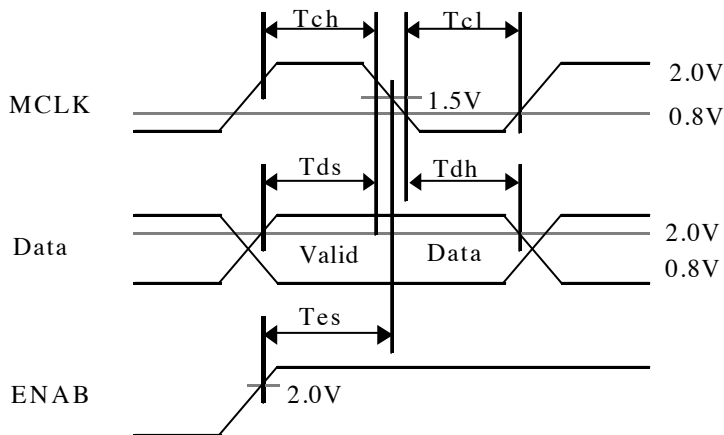 Tch Tcl
2.0V
MCLK 1.5V
0.8V
Tds Tdh
Data Valid Data 2.0V
0.8V
Tes
ENAB 2.0V